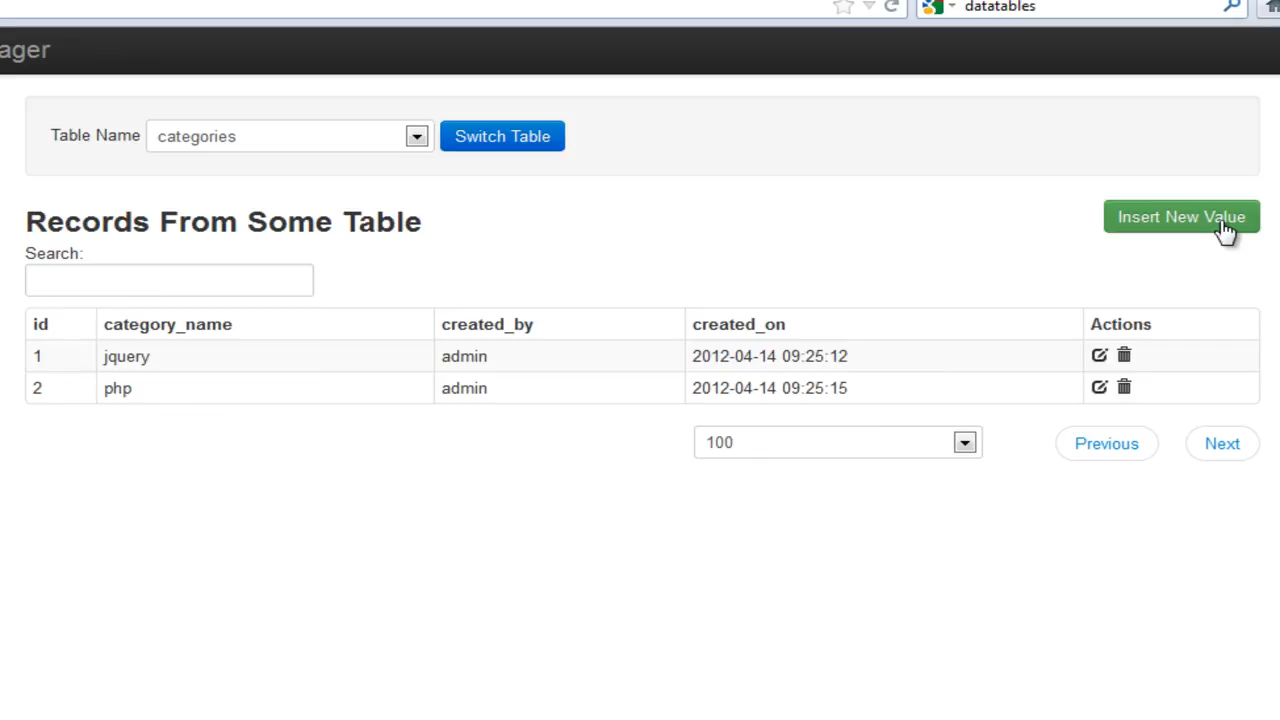 datatables
ager
Table Name categories Switch Table
Records From Some Table
Insert New Value
Search:
id category_name created_by created_on Actions
1 jquery admin 2012-04-14 09:25:12
2 php admin 2012-04-14 09:25:15
100 Previous Next